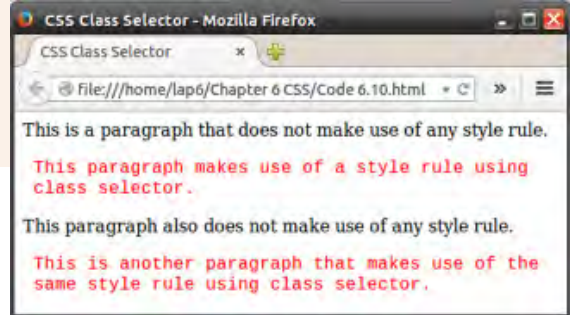 CSS Class Selector - Mozilla Firefox
CSS Class Selector
file:///home/lap6/Chapter 6 CSS/Code 6.10.html
This is a paragraph that does not make use of any style rule.
This paragraph makes use of a style rule using
class selector.
This paragraph also does not make use of any style rule.
This is another paragraph that makes use of the
same style rule using class selector.